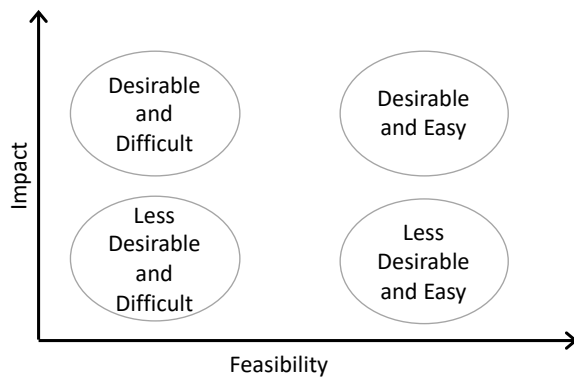 Desirable
and
Difficult
Desirable
and Easy
Impact
Less
Desirable
and
Difficult
Less
Desirable
and Easy
Feasibility